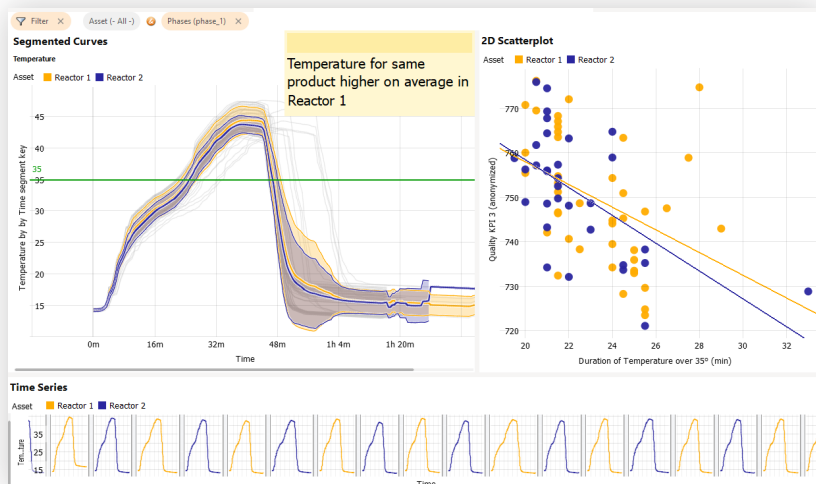 Filter ×
Asset (- All -)
Phases (phase_1) ×
Segmented Curves
Temperature
Asset Reactor 1 Reactor 2
Temperature for same
product higher on average in
Reactor 1
Temperature by by Time segment key
45
40
35
35
30
25
20
15
0m 16m 32m 48m 1h 4m 1h 20m
Time
2D Scatterplot
Asset Reactor 1 Reactor 2
Quality KPI 3 (anonymized)
770
760
750
740
730
720
20 22 24 26 28 30 32
Duration of Temperature over 35º (min)
Time Series
Asset Reactor 1 Reactor 2
Tem...ture
35
25
15
Time